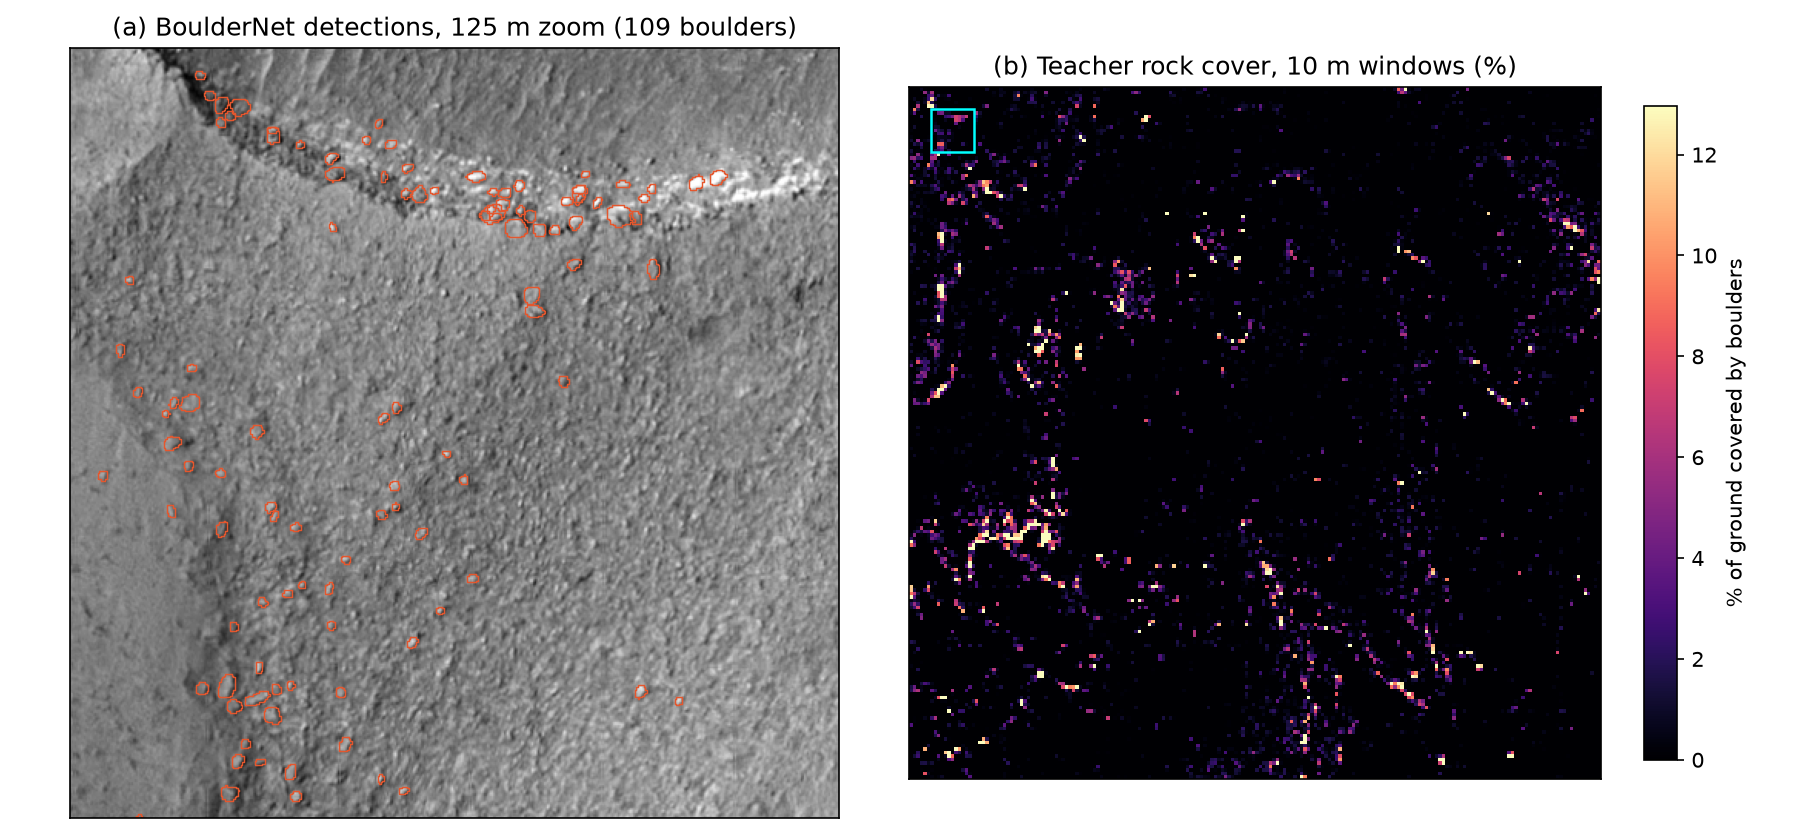 (a) BoulderNet detections, 125 m zoom (109 boulders)
(b) Teacher rock cover, 10 m windows (%)
12
10
8
6
4
2
0
% of ground covered by boulders